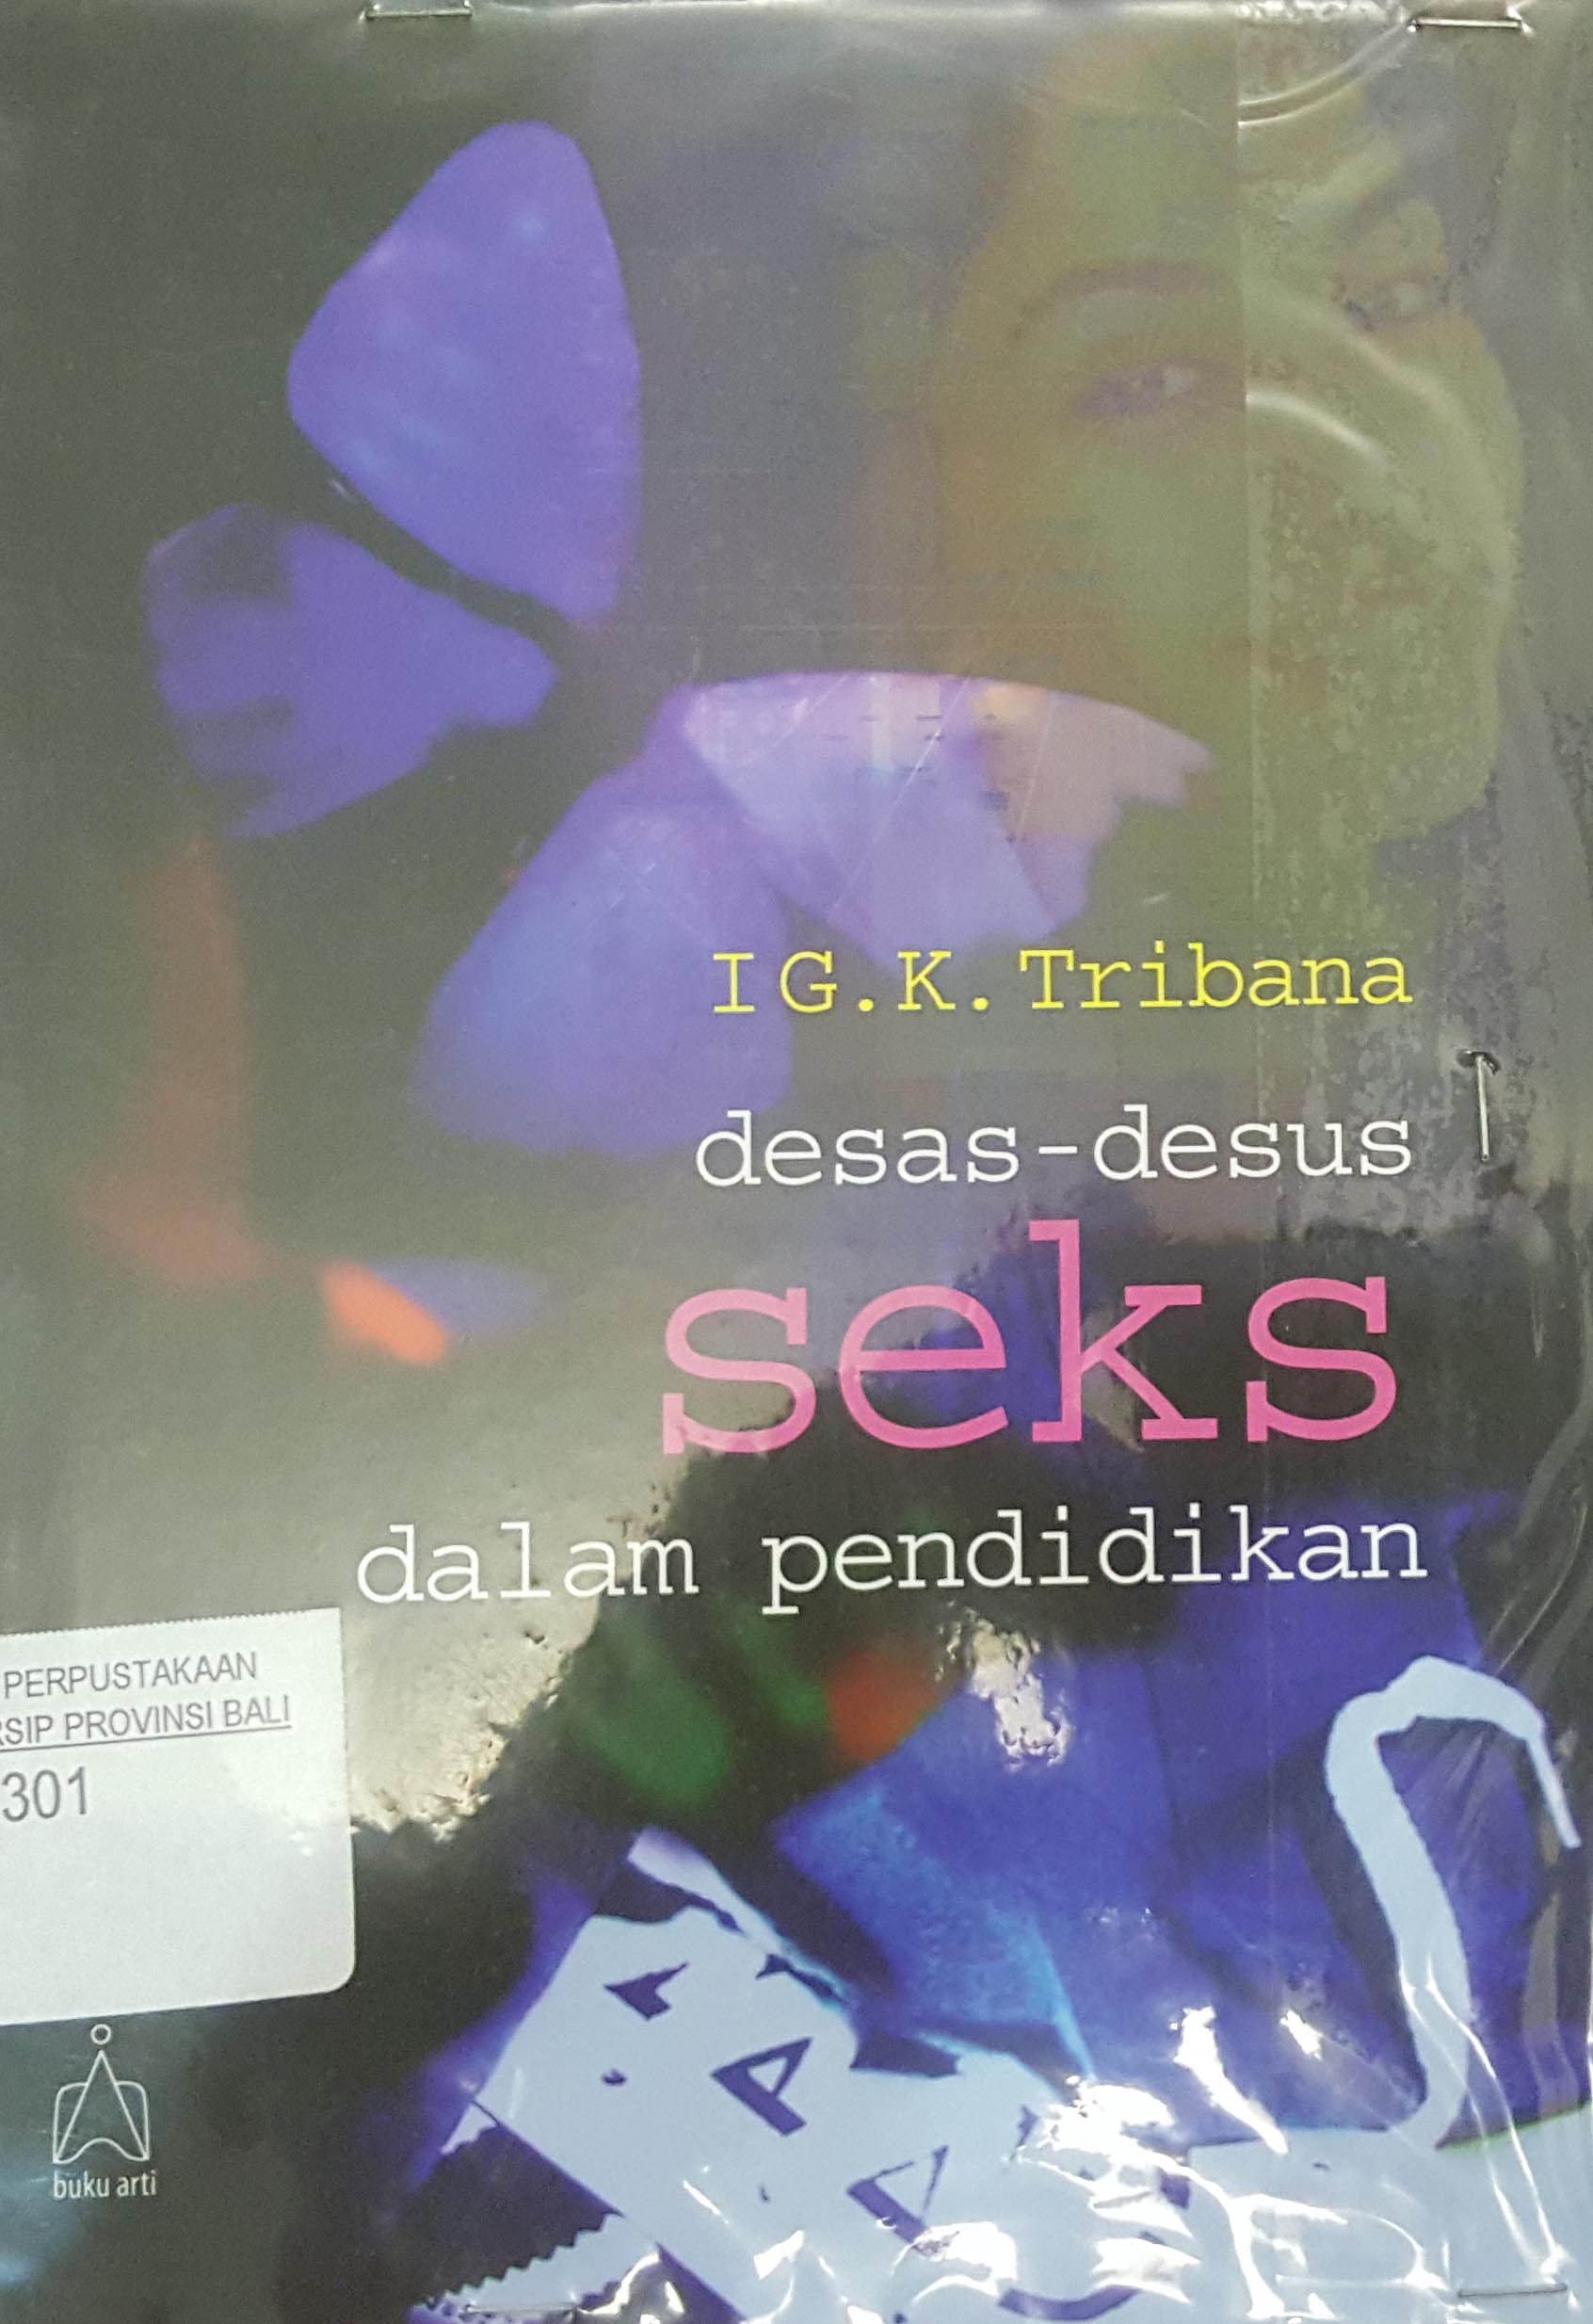 I G.K. Tribana
desas-desus
seks
dalam pendidikan
PERPUSTAKAAN
RSIP PROVINSI BALI
301
buku arti